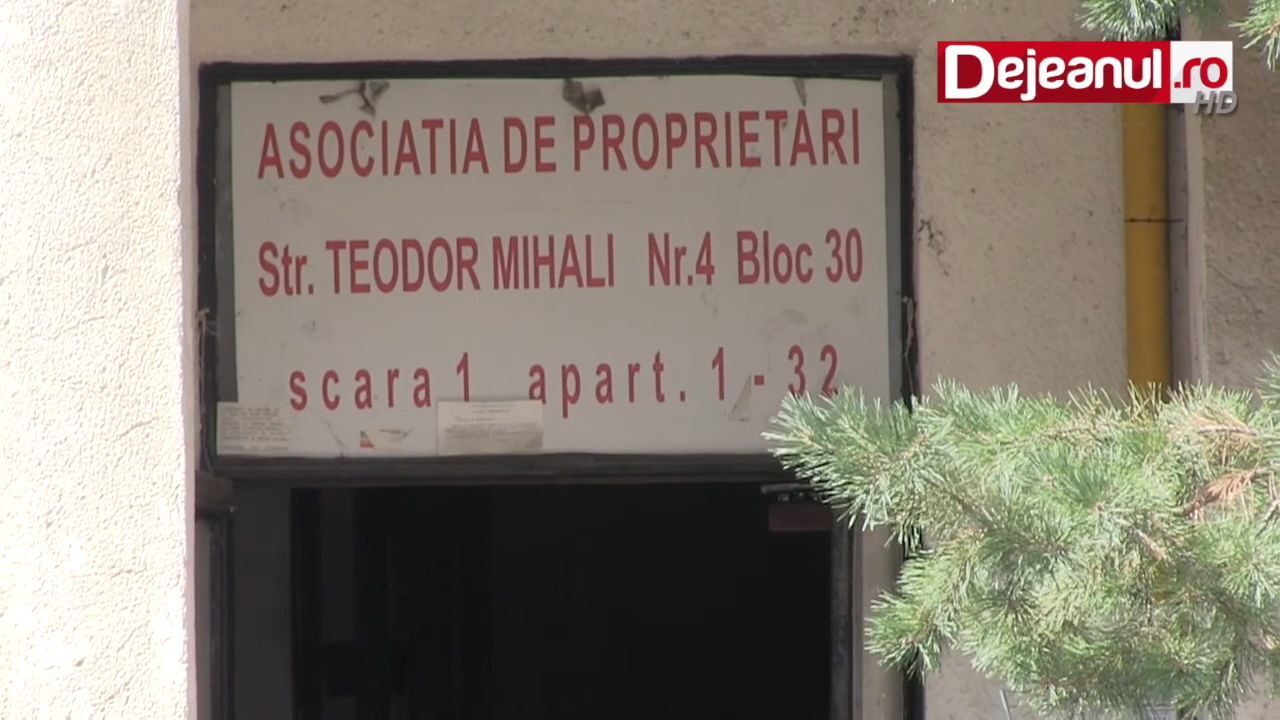 Dejeanul.ro
HD
ASOCIATIA DE PROPRIETARI
Str. TEODOR MIHALI Nr.4 Bloc 30
scara 1 apart. 1 - 32